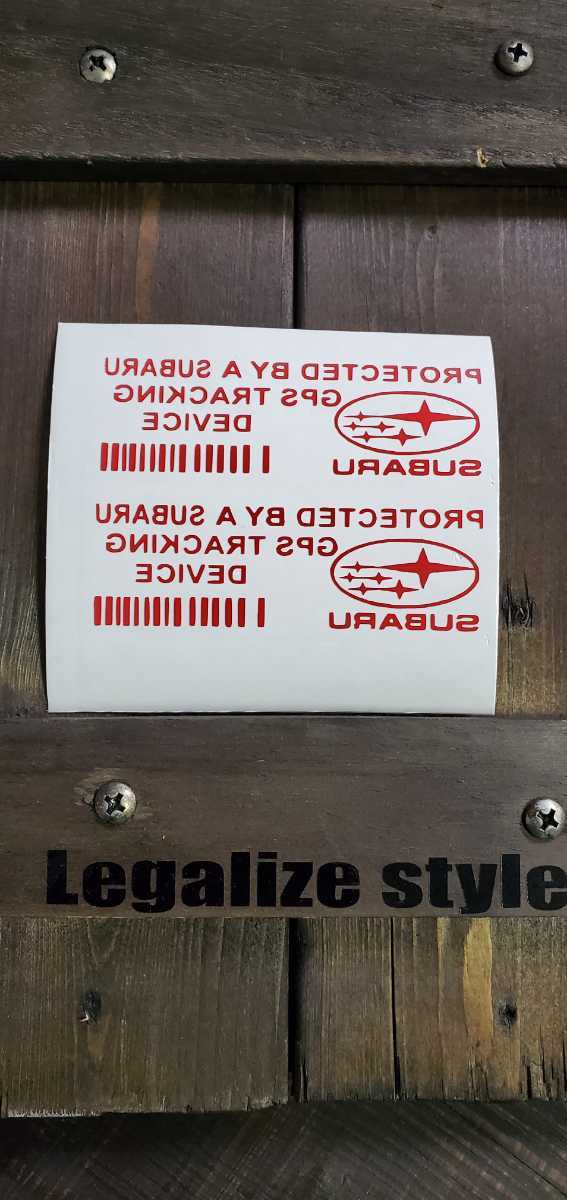 PROTECTED BY A SUBARU
GPS TRACKING
DEVICE
SUBARU
PROTECTED BY A SUBARU
GPS TRACKING
DEVICE
SUBARU
Legalize style